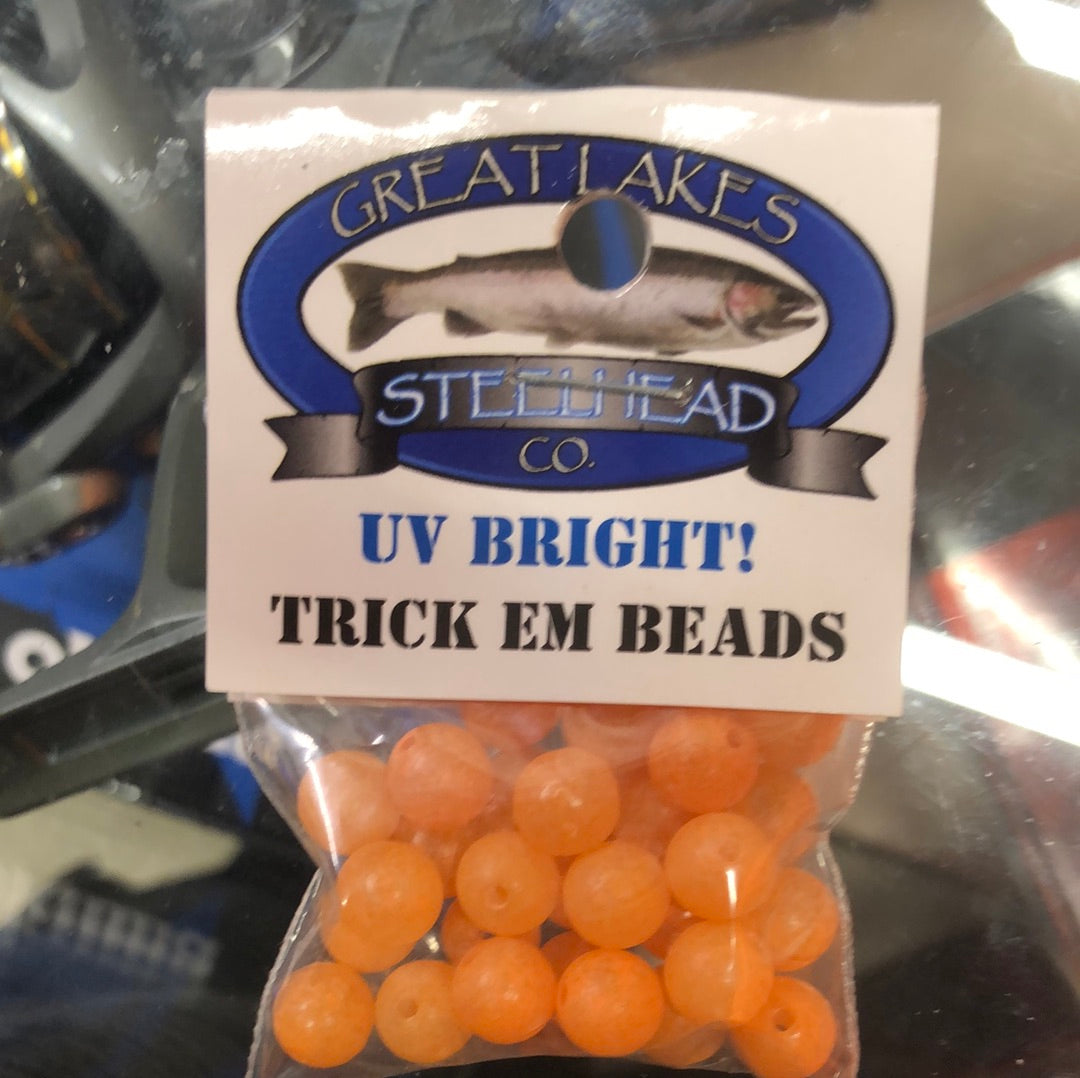 GREAT LAKES
STEELHEAD
CO.
UV BRIGHT!
TRICK EM BEADS